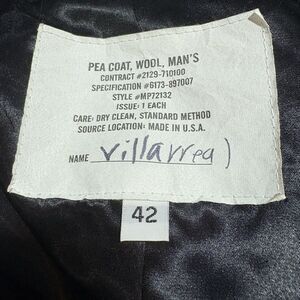 PEA COAT, WOOL, MAN'S
CONTRACT #2129-710100
SPECIFICATION #6173-897007
STYLE #MP72132
ISSUE: 1 EACH
CARE: DRY CLEAN, STANDARD METHOD
SOURCE LOCATION: MADE IN U.S.A.
NAME Villarreal
42